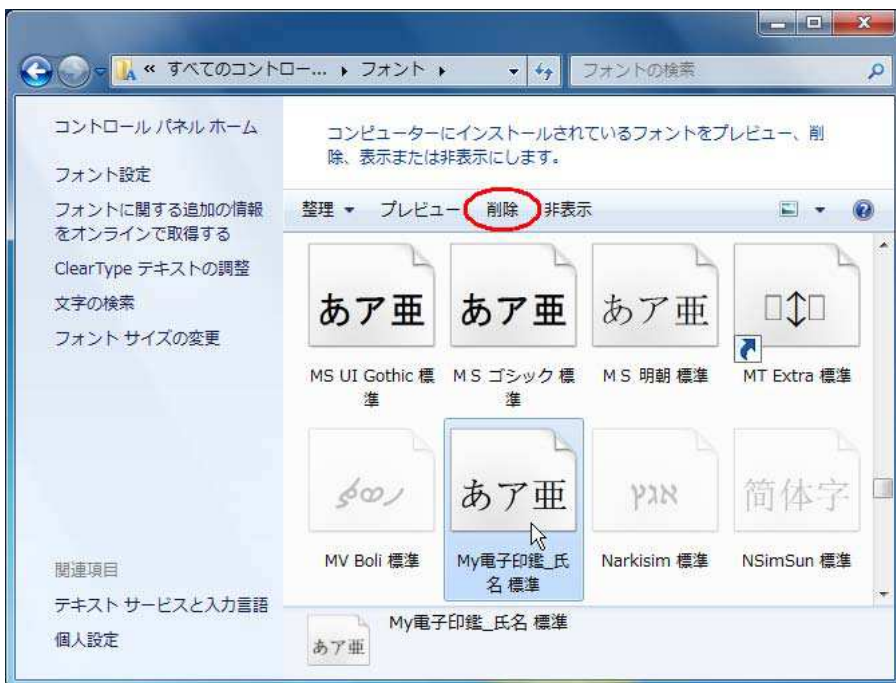 « すべてのコントロー... ▸ フォント ▸
フォントの検索
コントロール パネル ホーム
フォント設定
フォントに関する追加の情報
をオンラインで取得する
ClearType テキストの調整
文字の検索
フォント サイズの変更
関連項目
テキスト サービスと入力言語
個人設定
コンピューターにインストールされているフォントをプレビュー、削
除、表示または非表示にします。
整理 ▼ プレビュー 削除 非表示
あア亜 あア亜 あア亜
MS UI Gothic 標
準
MS ゴシック 標
準
MS 明朝 標準
MT Extra 標準
あア亜 אגץ 简体字
MV Boli 標準
My電子印鑑_氏
名 標準
Narkisim 標準
NSimSun 標準
あア亜
My電子印鑑_氏名 標準